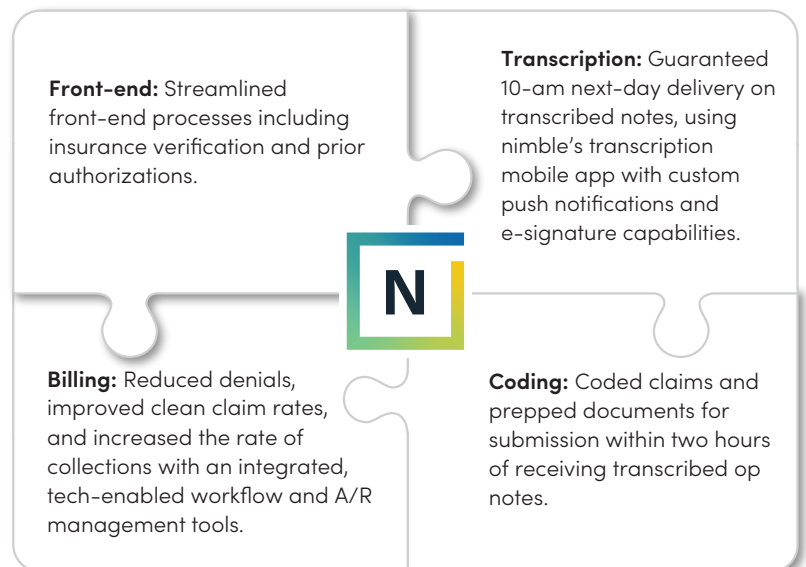 Front-end: Streamlined
front-end processes including
insurance verification and prior
authorizations.
Transcription: Guaranteed
10-am next-day delivery on
transcribed notes, using
nimble's transcription
mobile app with custom
push notifications and
e-signature capabilities.
N
Billing: Reduced denials,
improved clean claim rates,
and increased the rate of
collections with an integrated,
tech-enabled workflow and A/R
management tools.
Coding: Coded claims and
prepped documents for
submission within two hours
of receiving transcribed op
notes.